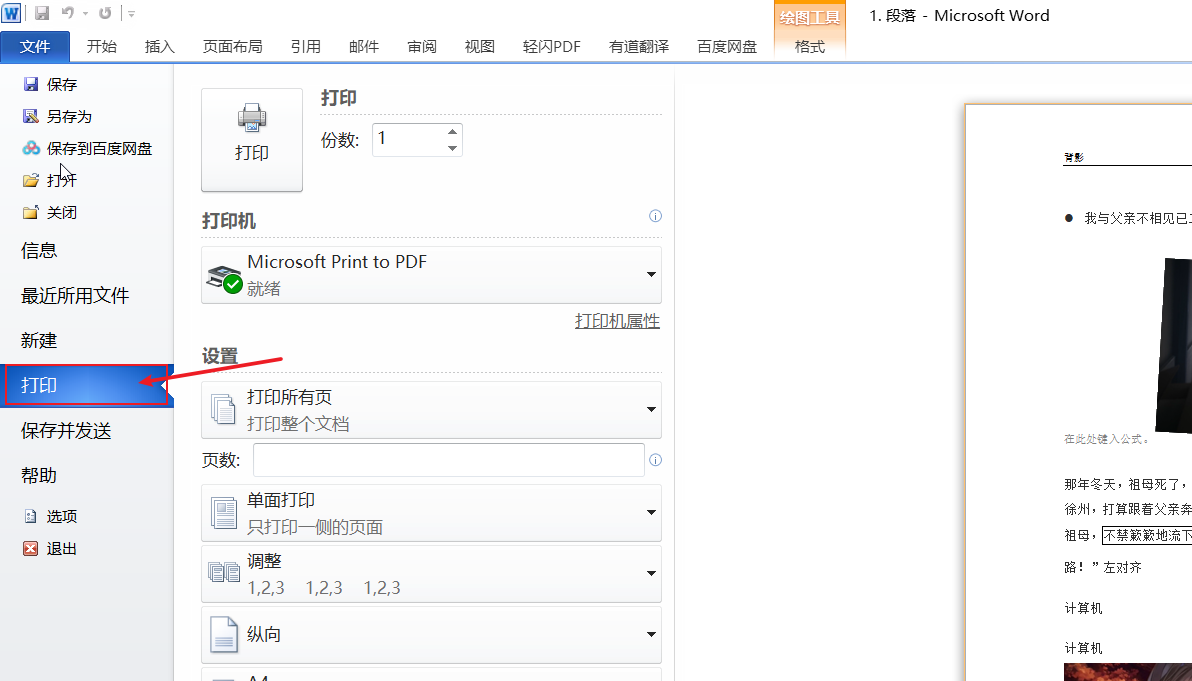 绘图工具
1. 段落 - Microsoft Word
文件 开始 插入 页面布局 引用 邮件 审阅 视图 轻闪PDF 有道翻译 百度网盘 格式
保存
另存为
保存到百度网盘
打开
关闭
信息
最近所用文件
新建
打印
保存并发送
帮助
选项
退出
打印
打印
份数: 1
打印机
Microsoft Print to PDF
就绪
打印机属性
设置
打印所有页
打印整个文档
页数:
单面打印
只打印一侧的页面
调整
1,2,3 1,2,3 1,2,3
纵向
A4
背影
● 我与父亲不相见已
在此处键入公式。
那年冬天，祖母死了，
徐州，打算跟着父亲奔
祖母，不禁簌簌地流下
路！”左对齐
计算机
计算机